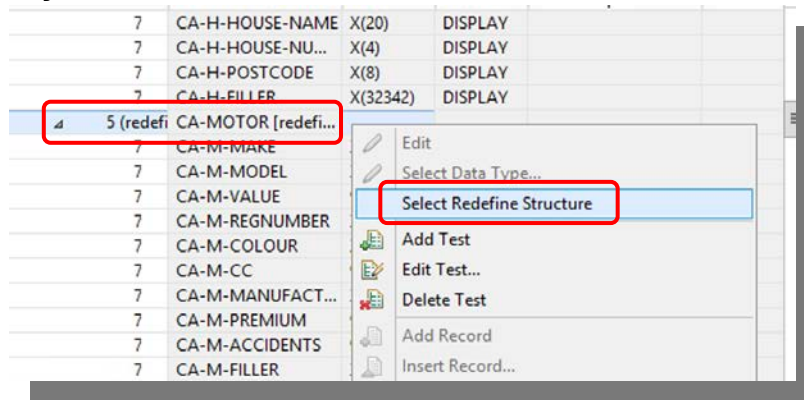 7 CA-H-HOUSE-NAME X(20) DISPLAY
7 CA-H-HOUSE-NU... X(4) DISPLAY
7 CA-H-POSTCODE X(8) DISPLAY
7 CA-H-FILLER X(32342) DISPLAY
5 (redefi CA-MOTOR [redefi...
7 CA-M-MAKE
7 CA-M-MODEL
7 CA-M-VALUE
7 CA-M-REGNUMBER
7 CA-M-COLOUR
7 CA-M-CC
7 CA-M-MANUFACT...
7 CA-M-PREMIUM
7 CA-M-ACCIDENTS
7 CA-M-FILLER
Edit
Select Data Type...
Select Redefine Structure
Add Test
Edit Test...
Delete Test
Add Record
Insert Record...